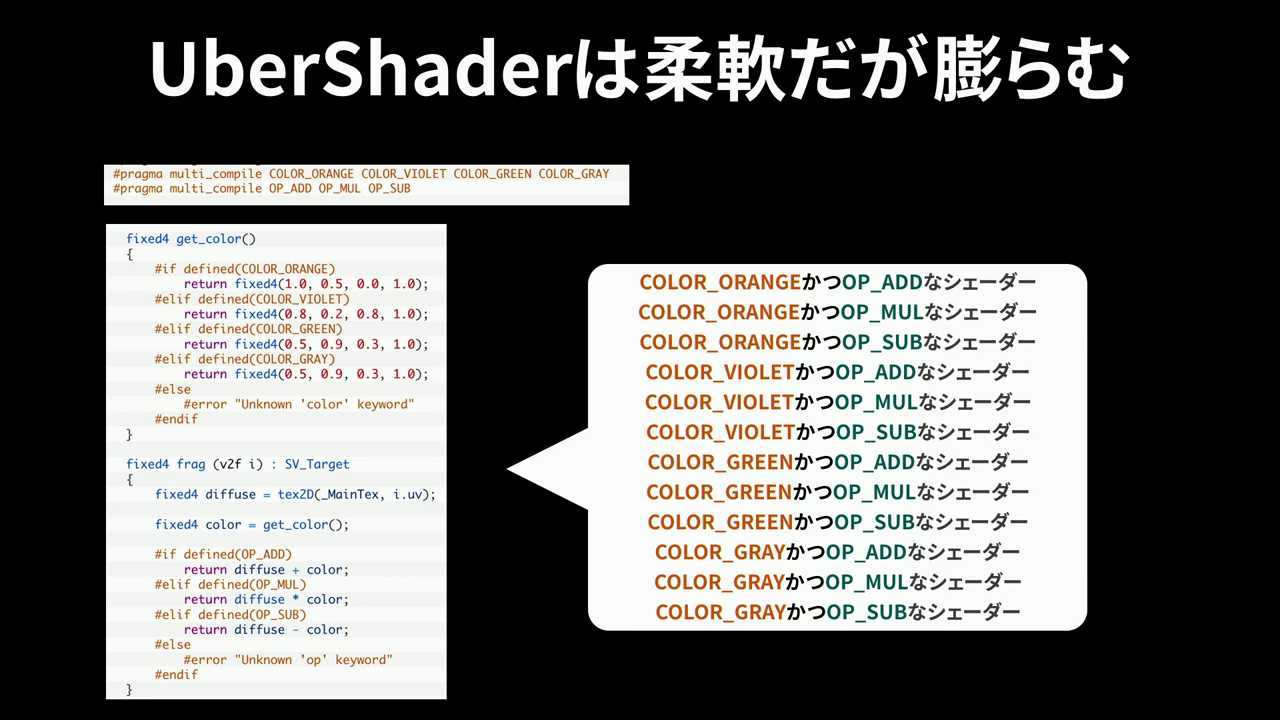 UberShaderは柔軟だが膨らむ
#pragma multi_compile COLOR_ORANGE COLOR_VIOLET COLOR_GREEN COLOR_GRAY
#pragma multi_compile OP_ADD OP_MUL OP_SUB
fixed4 get_color()
{
#if defined(COLOR_ORANGE)
return fixed4(1.0, 0.5, 0.0, 1.0);
#elif defined(COLOR_VIOLET)
return fixed4(0.8, 0.2, 0.8, 1.0);
#elif defined(COLOR_GREEN)
return fixed4(0.5, 0.9, 0.3, 1.0);
#elif defined(COLOR_GRAY)
return fixed4(0.5, 0.9, 0.3, 1.0);
#else
#error "Unknown 'color' keyword"
#endif
}
fixed4 frag (v2f i) : SV_Target
{
fixed4 diffuse = tex2D(_MainTex, i.uv);
fixed4 color = get_color();
#if defined(OP_ADD)
return diffuse + color;
#elif defined(OP_MUL)
return diffuse * color;
#elif defined(OP_SUB)
return diffuse - color;
#else
#error "Unknown 'op' keyword"
#endif
}
COLOR_ORANGEかつOP_ADDなシェーダー
COLOR_ORANGEかつOP_MULなシェーダー
COLOR_ORANGEかつOP_SUBなシェーダー
COLOR_VIOLETかつOP_ADDなシェーダー
COLOR_VIOLETかつOP_MULなシェーダー
COLOR_VIOLETかつOP_SUBなシェーダー
COLOR_GREENかつOP_ADDなシェーダー
COLOR_GREENかつOP_MULなシェーダー
COLOR_GREENかつOP_SUBなシェーダー
COLOR_GRAYかつOP_ADDなシェーダー
COLOR_GRAYかつOP_MULなシェーダー
COLOR_GRAYかつOP_SUBなシェーダー